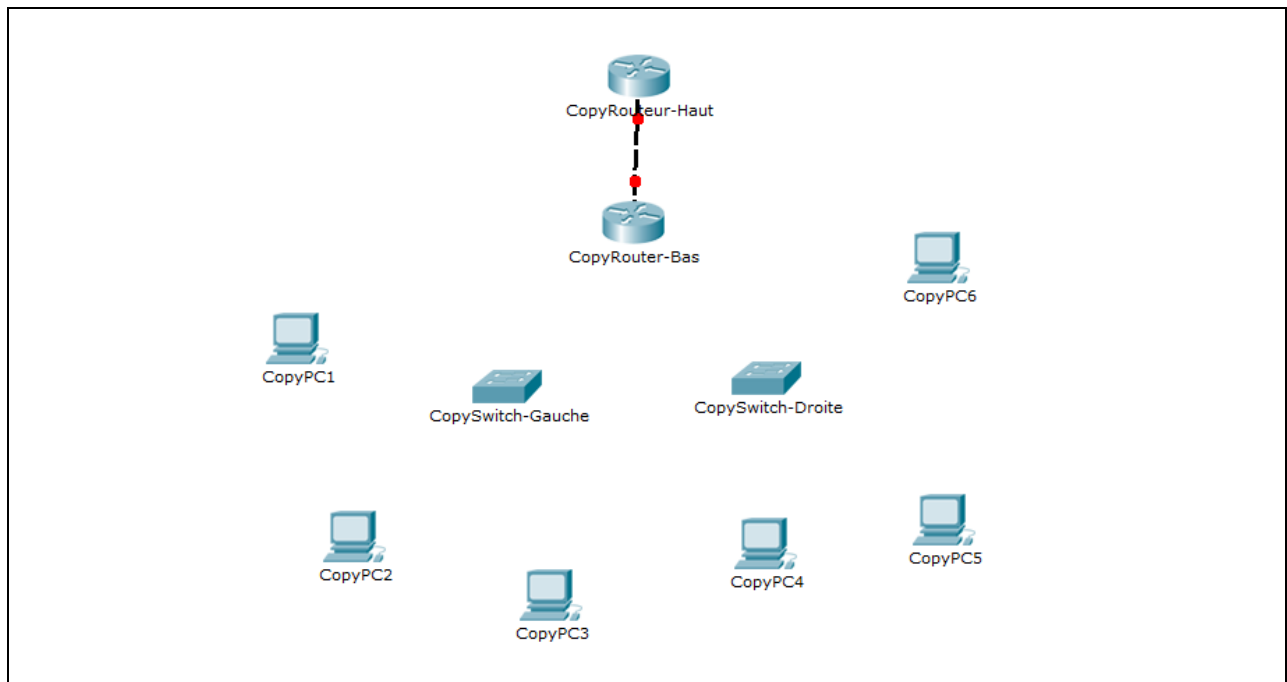 CopyRouteur-Haut
CopyRouter-Bas
CopyPC6
CopyPC1
CopySwitch-Droite
CopySwitch-Gauche
CopyPC5
CopyPC2
CopyPC4
CopyPC3